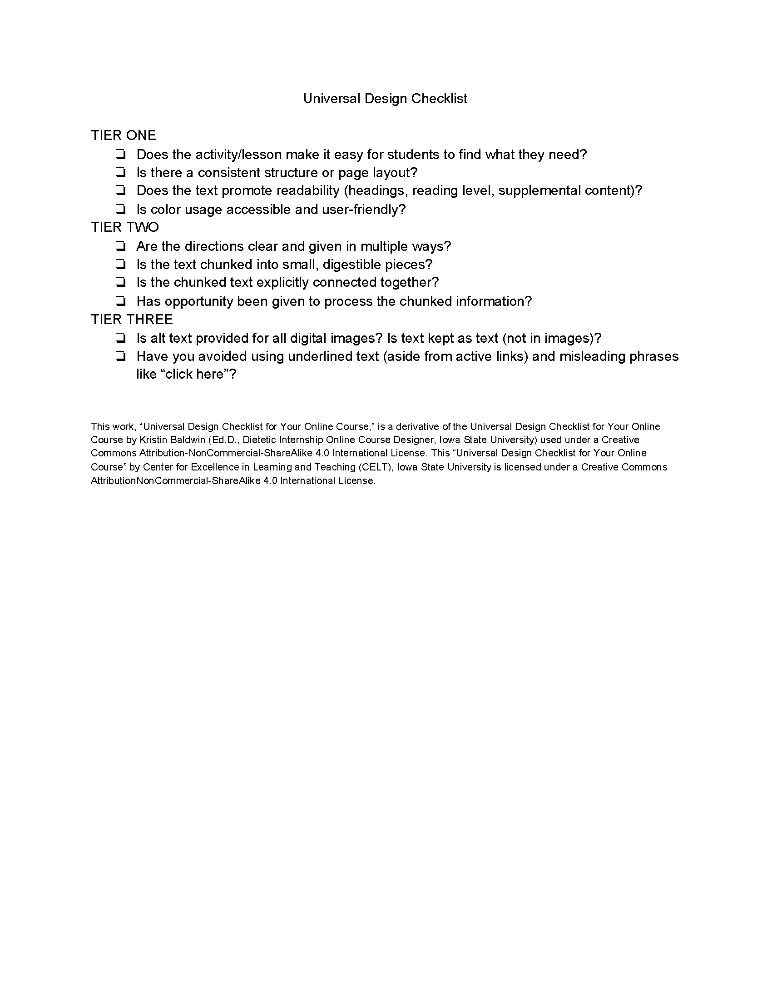 Universal Design Checklist
TIER ONE
❏ Does the activity/lesson make it easy for students to find what they need?
❏ Is there a consistent structure or page layout?
❏ Does the text promote readability (headings, reading level, supplemental content)?
❏ Is color usage accessible and user-friendly?
TIER TWO
❏ Are the directions clear and given in multiple ways?
❏ Is the text chunked into small, digestible pieces?
❏ Is the chunked text explicitly connected together?
❏ Has opportunity been given to process the chunked information?
TIER THREE
❏ Is alt text provided for all digital images? Is text kept as text (not in images)?
❏ Have you avoided using underlined text (aside from active links) and misleading phrases
like “click here”?
This work, “Universal Design Checklist for Your Online Course,” is a derivative of the Universal Design Checklist for Your Online
Course by Kristin Baldwin (Ed.D., Dietetic Internship Online Course Designer, Iowa State University) used under a Creative
Commons Attribution-NonCommercial-ShareAlike 4.0 International License. This “Universal Design Checklist for Your Online
Course” by Center for Excellence in Learning and Teaching (CELT), Iowa State University is licensed under a Creative Commons
AttributionNonCommercial-ShareAlike 4.0 International License.